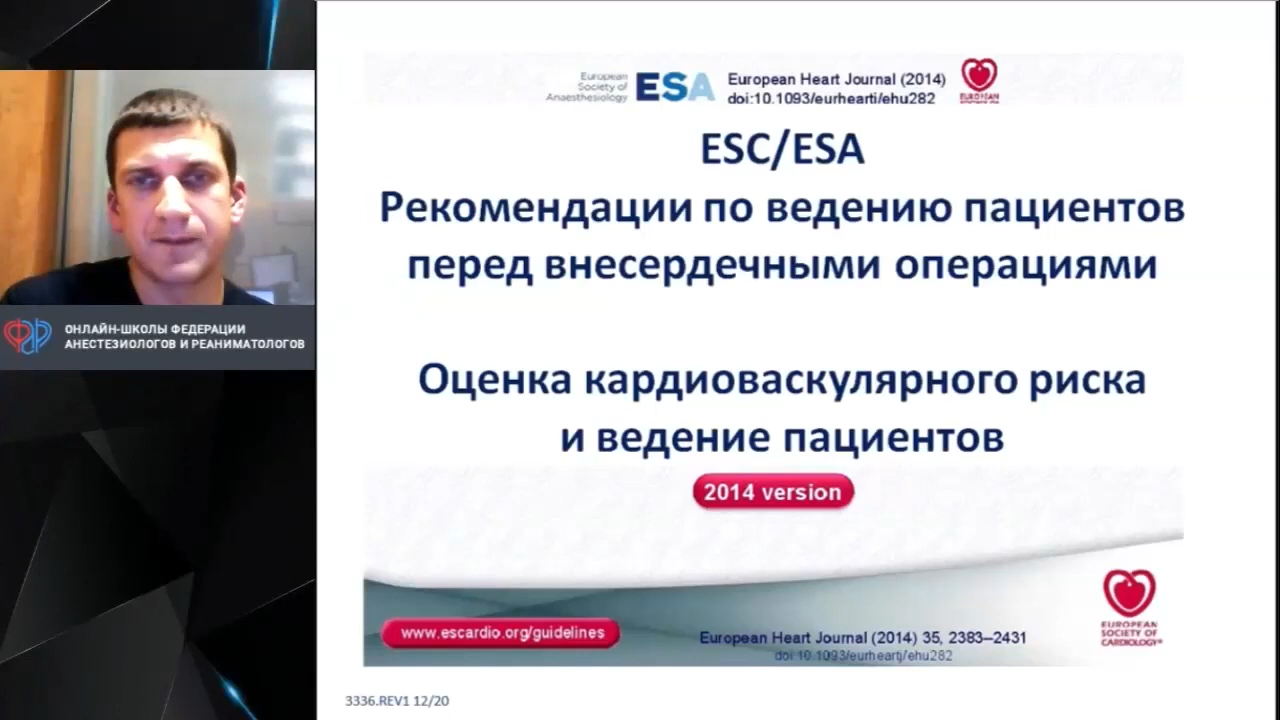 ОНЛАЙН-ШКОЛЫ ФЕДЕРАЦИИ
АНЕСТЕЗИОЛОГОВ И РЕАНИМАТОЛОГОВ
European
Society of
Anaesthesiology
ESA
European Heart Journal (2014)
doi:10.1093/eurheartj/ehu282
EUROPEAN
ESC/ESA
Рекомендации по ведению пациентов
перед внесердечными операциями
Оценка кардиоваскулярного риска
и ведение пациентов
2014 version
www.escardio.org/guidelines
European Heart Journal (2014) 35, 2383–2431
doi:10.1093/eurheartj/ehu282
EUROPEAN
SOCIETY OF
CARDIOLOGY®
3336.REV1 12/20